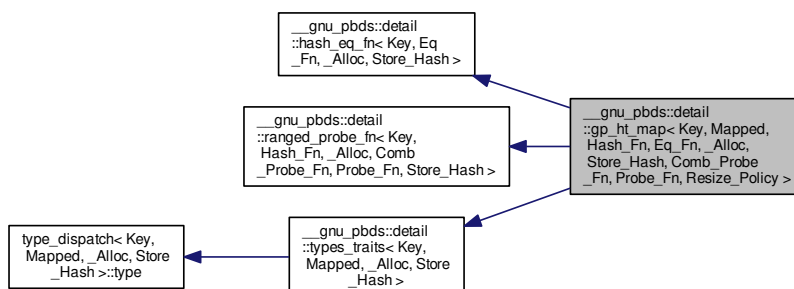 __gnu_pbds::detail
::hash_eq_fn< Key, Eq
_Fn, _Alloc, Store_Hash >
__gnu_pbds::detail
::ranged_probe_fn< Key,
Hash_Fn, _Alloc, Comb
_Probe_Fn, Probe_Fn, Store_Hash >
__gnu_pbds::detail
::gp_ht_map< Key, Mapped,
Hash_Fn, Eq_Fn, _Alloc,
Store_Hash, Comb_Probe
_Fn, Probe_Fn, Resize_Policy >
type_dispatch< Key,
Mapped, _Alloc, Store
_Hash >::type
__gnu_pbds::detail
::types_traits< Key,
Mapped, _Alloc, Store
_Hash >